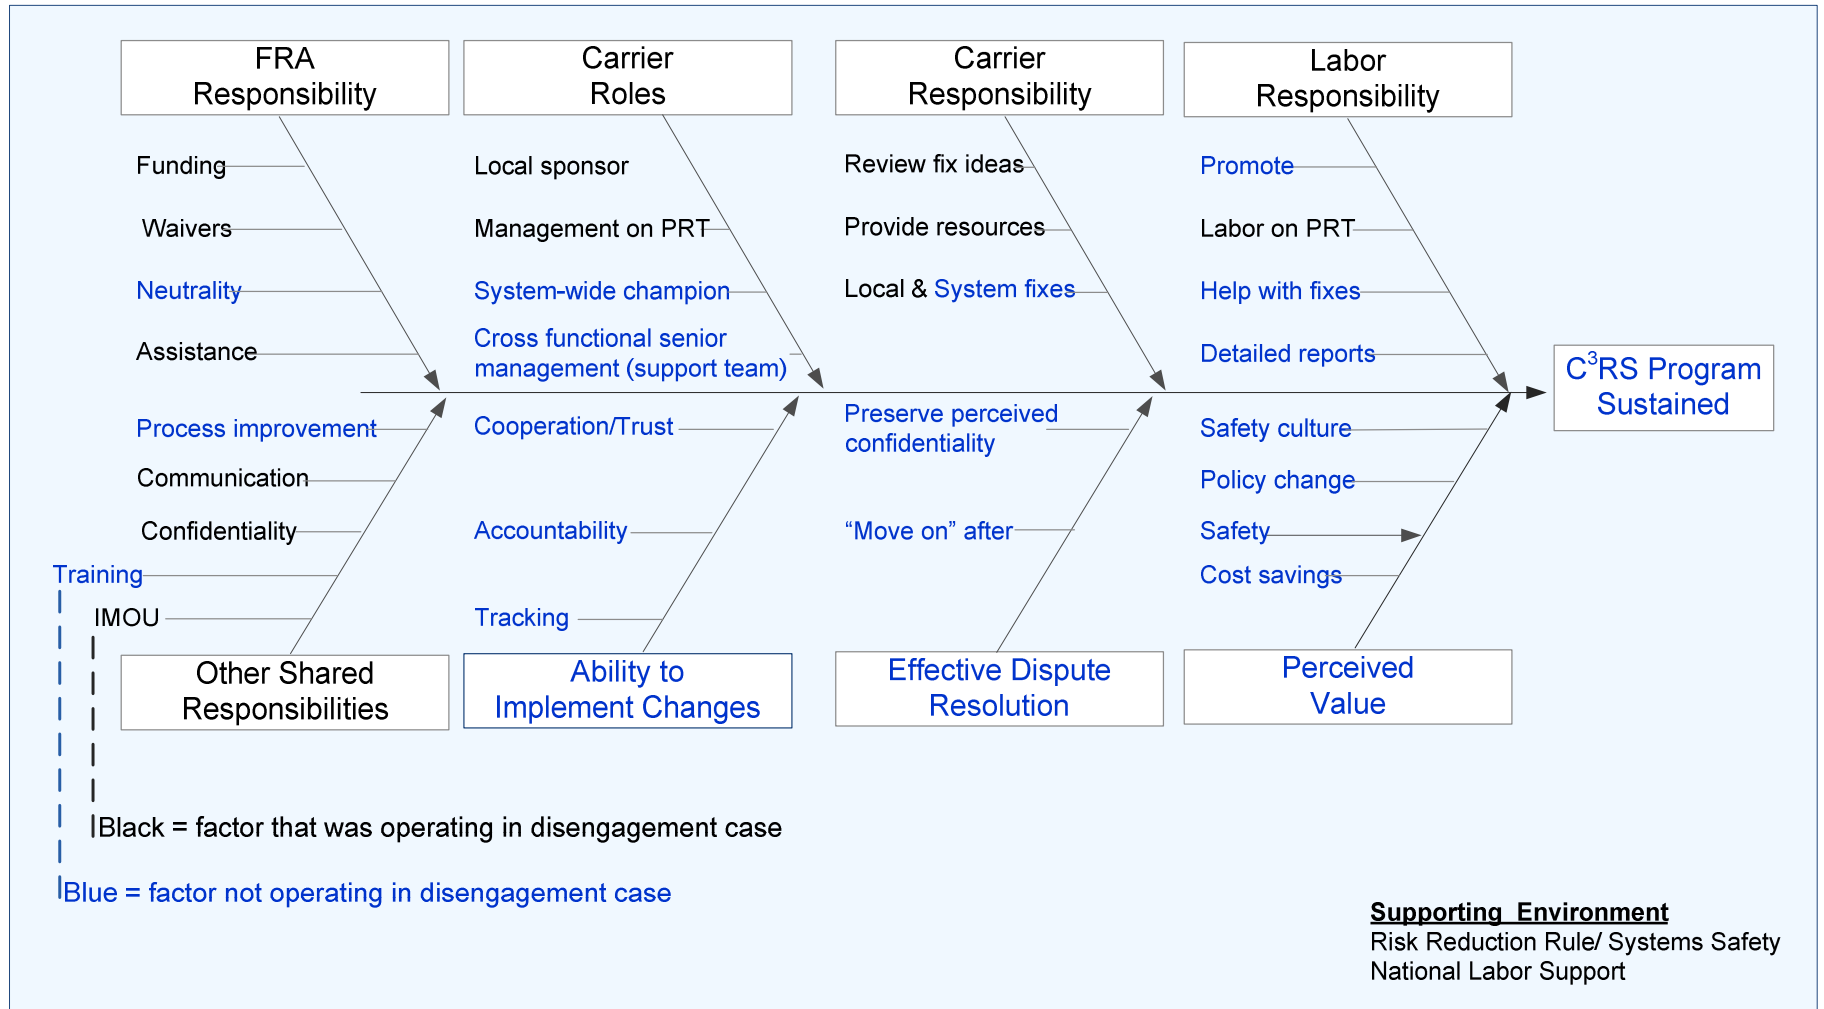 FRA
Responsibility
Carrier
Roles
Carrier
Responsibility
Labor
Responsibility
Funding
Waivers
Neutrality
Assistance
Local sponsor
Management on PRT
System-wide champion
Cross functional senior
management (support team)
Review fix ideas
Provide resources
Local & System fixes
Promote
Labor on PRT
Help with fixes
Detailed reports
C³RS Program
Sustained
Process improvement
Communication
Confidentiality
Training
IMOU
Cooperation/Trust
Accountability
Tracking
Preserve perceived
confidentiality
“Move on” after
Safety culture
Policy change
Safety
Cost savings
Other Shared
Responsibilities
Ability to
Implement Changes
Effective Dispute
Resolution
Perceived
Value
Black = factor that was operating in disengagement case
Blue = factor not operating in disengagement case
Supporting Environment
Risk Reduction Rule/ Systems Safety
National Labor Support